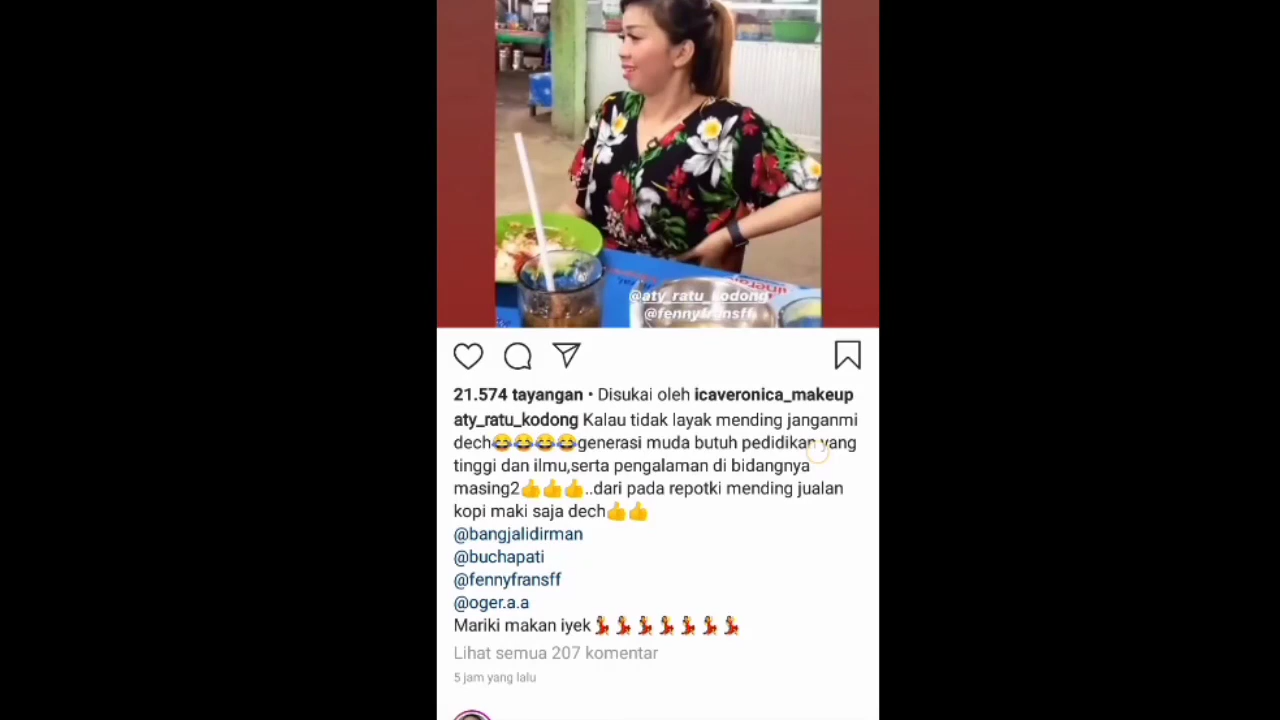 @aty_ratu_kodong
@fennyfransff
21.574 tayangan • Disukai oleh icaveronica_makeup
aty_ratu_kodong Kalau tidak layak mending janganmi
dech😂😂😂😂generasi muda butuh pedidikan yang
tinggi dan ilmu,serta pengalaman di bidangnya
masing2👍👍👍..dari pada repotki mending jualan
kopi maki saja dech👍👍
@bangjalidirman
@buchapati
@fennyfransff
@oger.a.a
Mariki makan iyek💃💃💃💃💃💃💃
Lihat semua 207 komentar
5 jam yang lalu